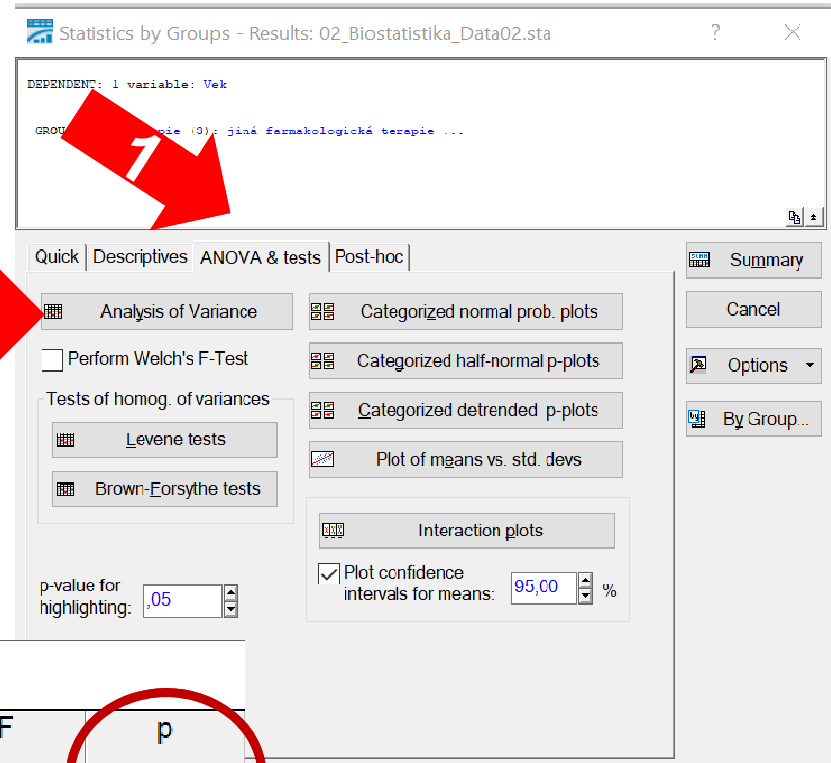 Statistics by Groups - Results: 02_Biostatistika_Data02.sta ?
DEPENDENT: 1 variable: Vek
GROU pie (3): jiná farmakologická terapie ...
1
Quick Descriptives ANOVA & tests Post-hoc
Analysis of Variance
Perform Welch's F-Test
Tests of homog. of variances
Levene tests
Brown-Forsythe tests
p-value for
highlighting: ,05
Categorized normal prob. plots
Categorized half-normal p-plots
Categorized detrended p-plots
Plot of means vs. std. devs
Interaction plots
Plot confidence
intervals for means: 95,00 %
Summary
Cancel
Options
By Group...
F p